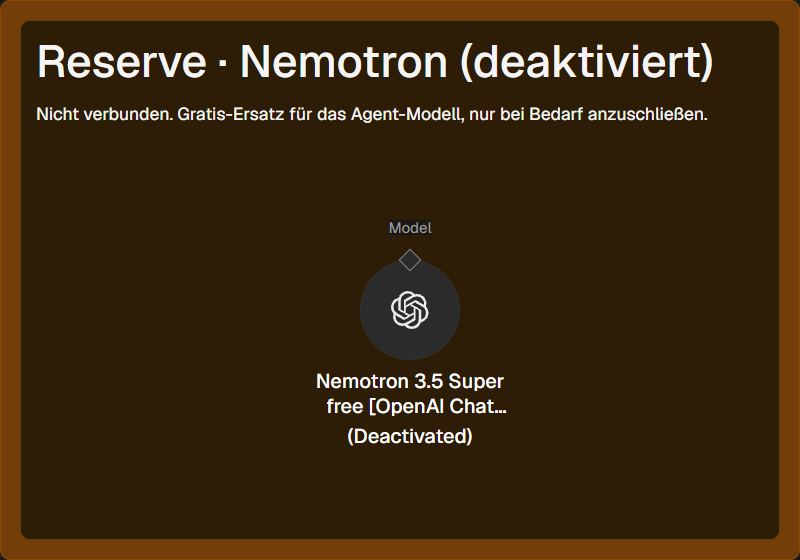 Reserve · Nemotron (deaktiviert)
Nicht verbunden. Gratis-Ersatz für das Agent-Modell, nur bei Bedarf anzuschließen.
Model
Nemotron 3.5 Super
free [OpenAI Chat...
(Deactivated)